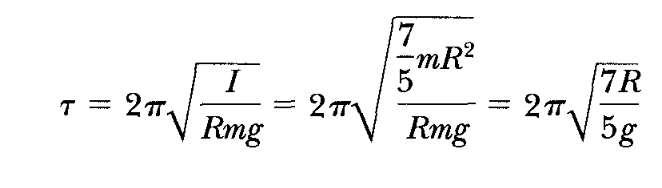 τ = 2π√(I/Rmg) = 2π√((7/5)mR²/Rmg) = 2π√(7R/5g)